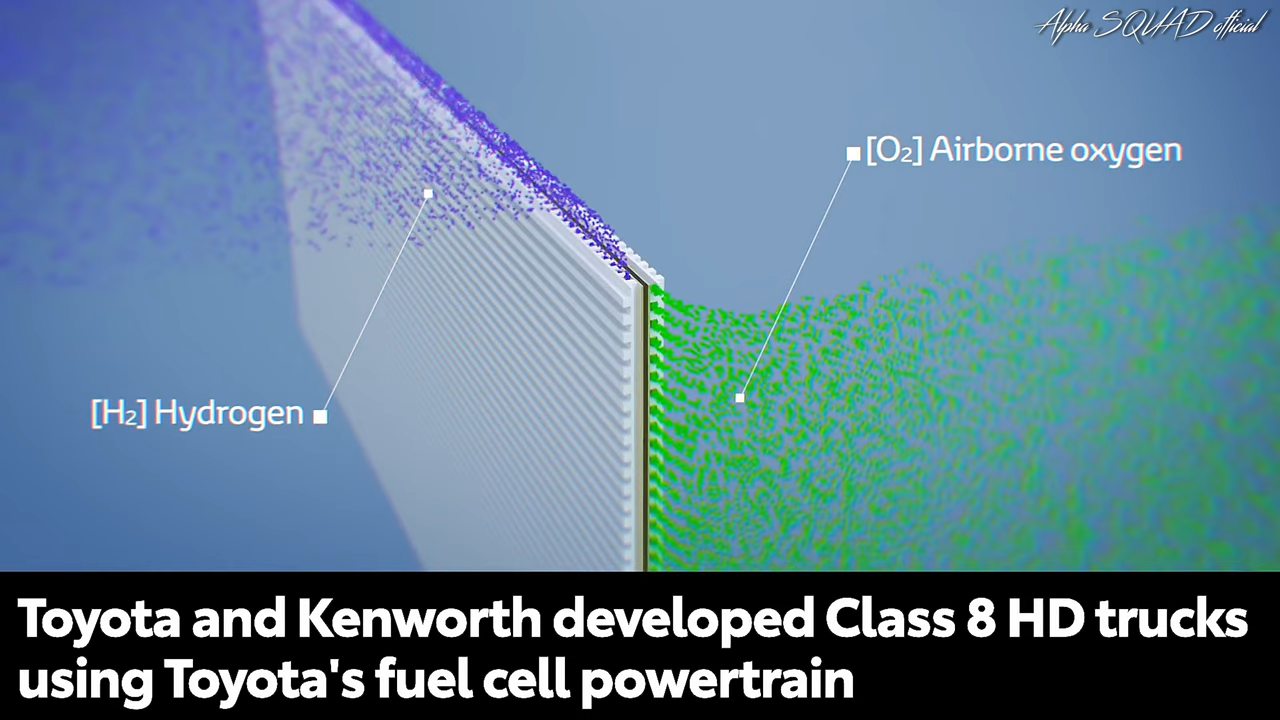 Alpha SQUAD official
[O₂] Airborne oxygen
[H₂] Hydrogen
Toyota and Kenworth developed Class 8 HD trucks
using Toyota's fuel cell powertrain